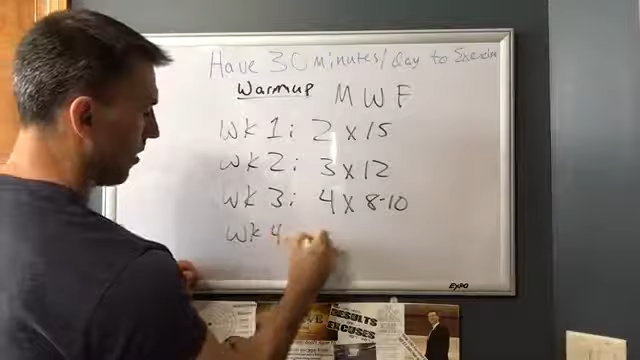 Have 30 minutes/day to Exercise
Warmup M W F
Wk 1: 2 x 15
Wk 2: 3 x 12
Wk 3: 4 x 8-10
Wk 4
EXPO
RESULTS
EXCUSES